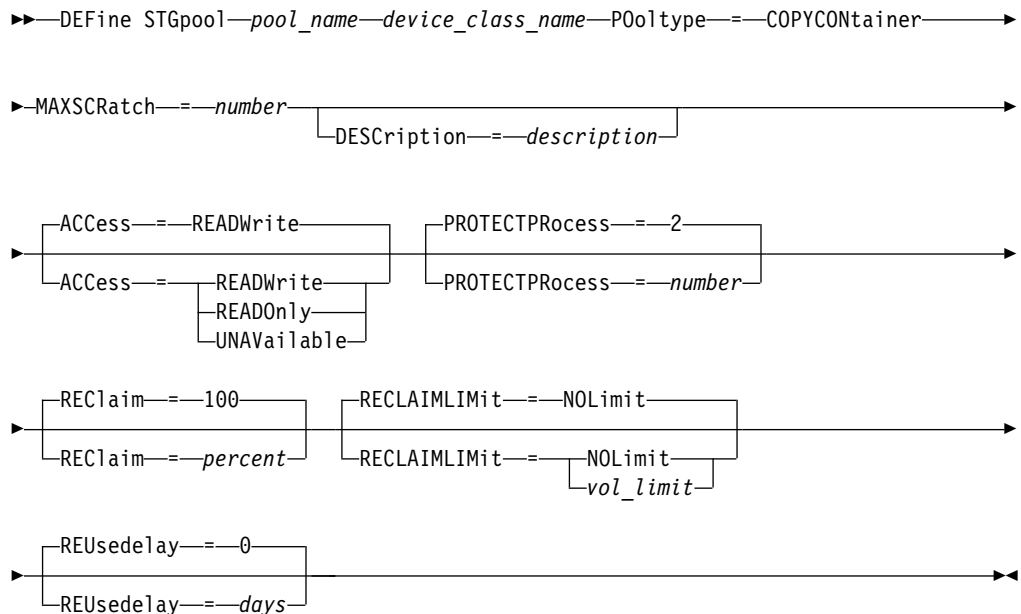 DEFine STGpool pool_name device_class_name POoltype = COPYCONtainer
MAXSCRatch = number
DESCription = description
ACCess = READWrite PROTECTPRocess = 2
ACCess = READWrite PROTECTPRocess = number
READOnly
UNAVailable
REClaim = 100 RECLAIMLIMit = NOLimit
REClaim = percent RECLAIMLIMit = NOLimit
vol_limit
REUsedelay = 0
REUsedelay = days